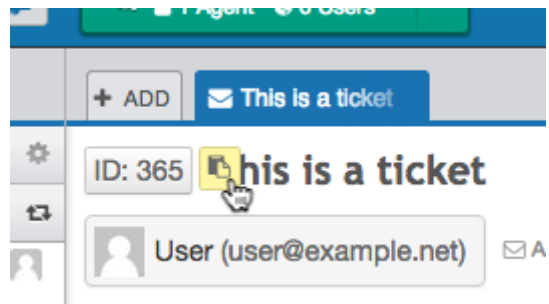 1 Agent 0 Users
+ ADD
This is a ticket
ID: 365
his is a ticket
User (user@example.net)
A